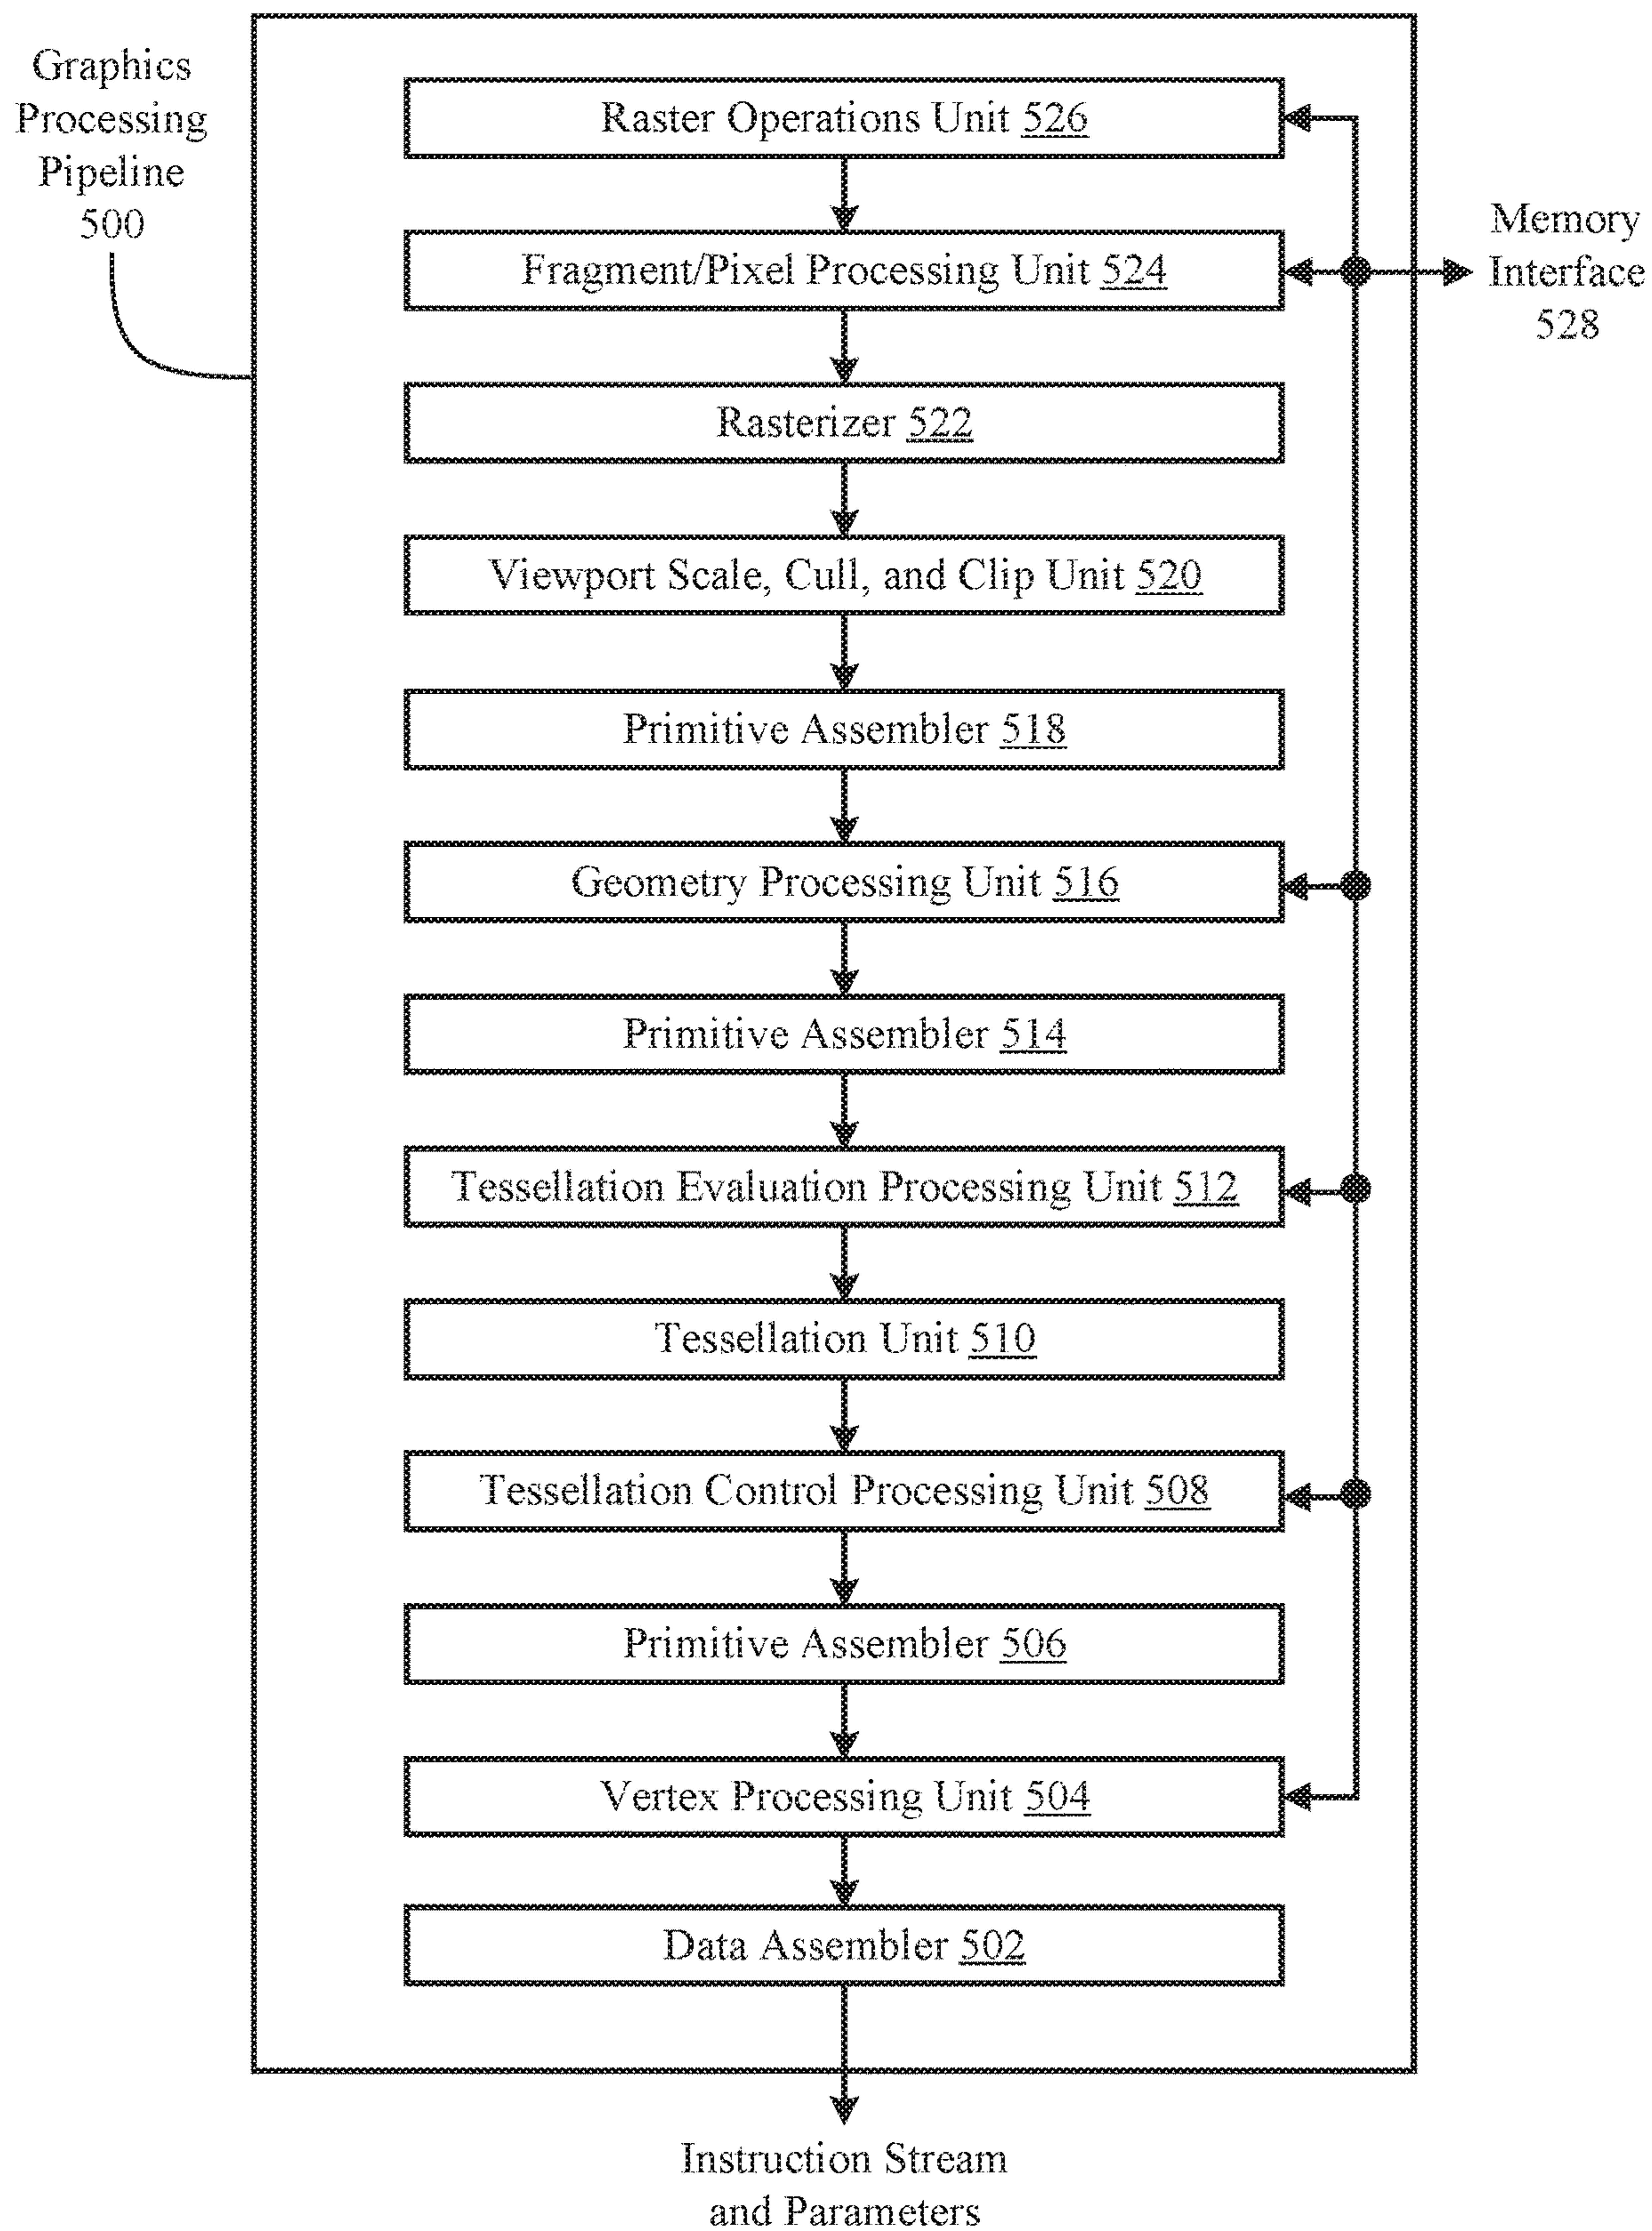 Graphics
Processing
Pipeline
500
Raster Operations Unit 526
Memory
Interface
528
Fragment/Pixel Processing Unit 524
Rasterizer 522
Viewport Scale, Cull, and Clip Unit 520
Primitive Assembler 518
Geometry Processing Unit 516
Primitive Assembler 514
Tessellation Evaluation Processing Unit 512
Tessellation Unit 510
Tessellation Control Processing Unit 508
Primitive Assembler 506
Vertex Processing Unit 504
Data Assembler 502
Instruction Stream
and Parameters